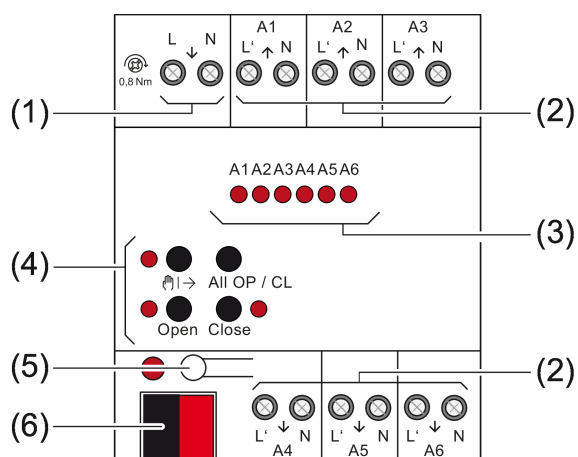 A1 A2 A3
L N L‘ N L‘ N L‘ N
0,8 Nm
(1) (2)
A1 A2 A3 A4 A5 A6
(3)
(4)
All OP / CL
Open Close
(5) (2)
(6)
L‘ N L‘ N L‘ N
A4 A5 A6